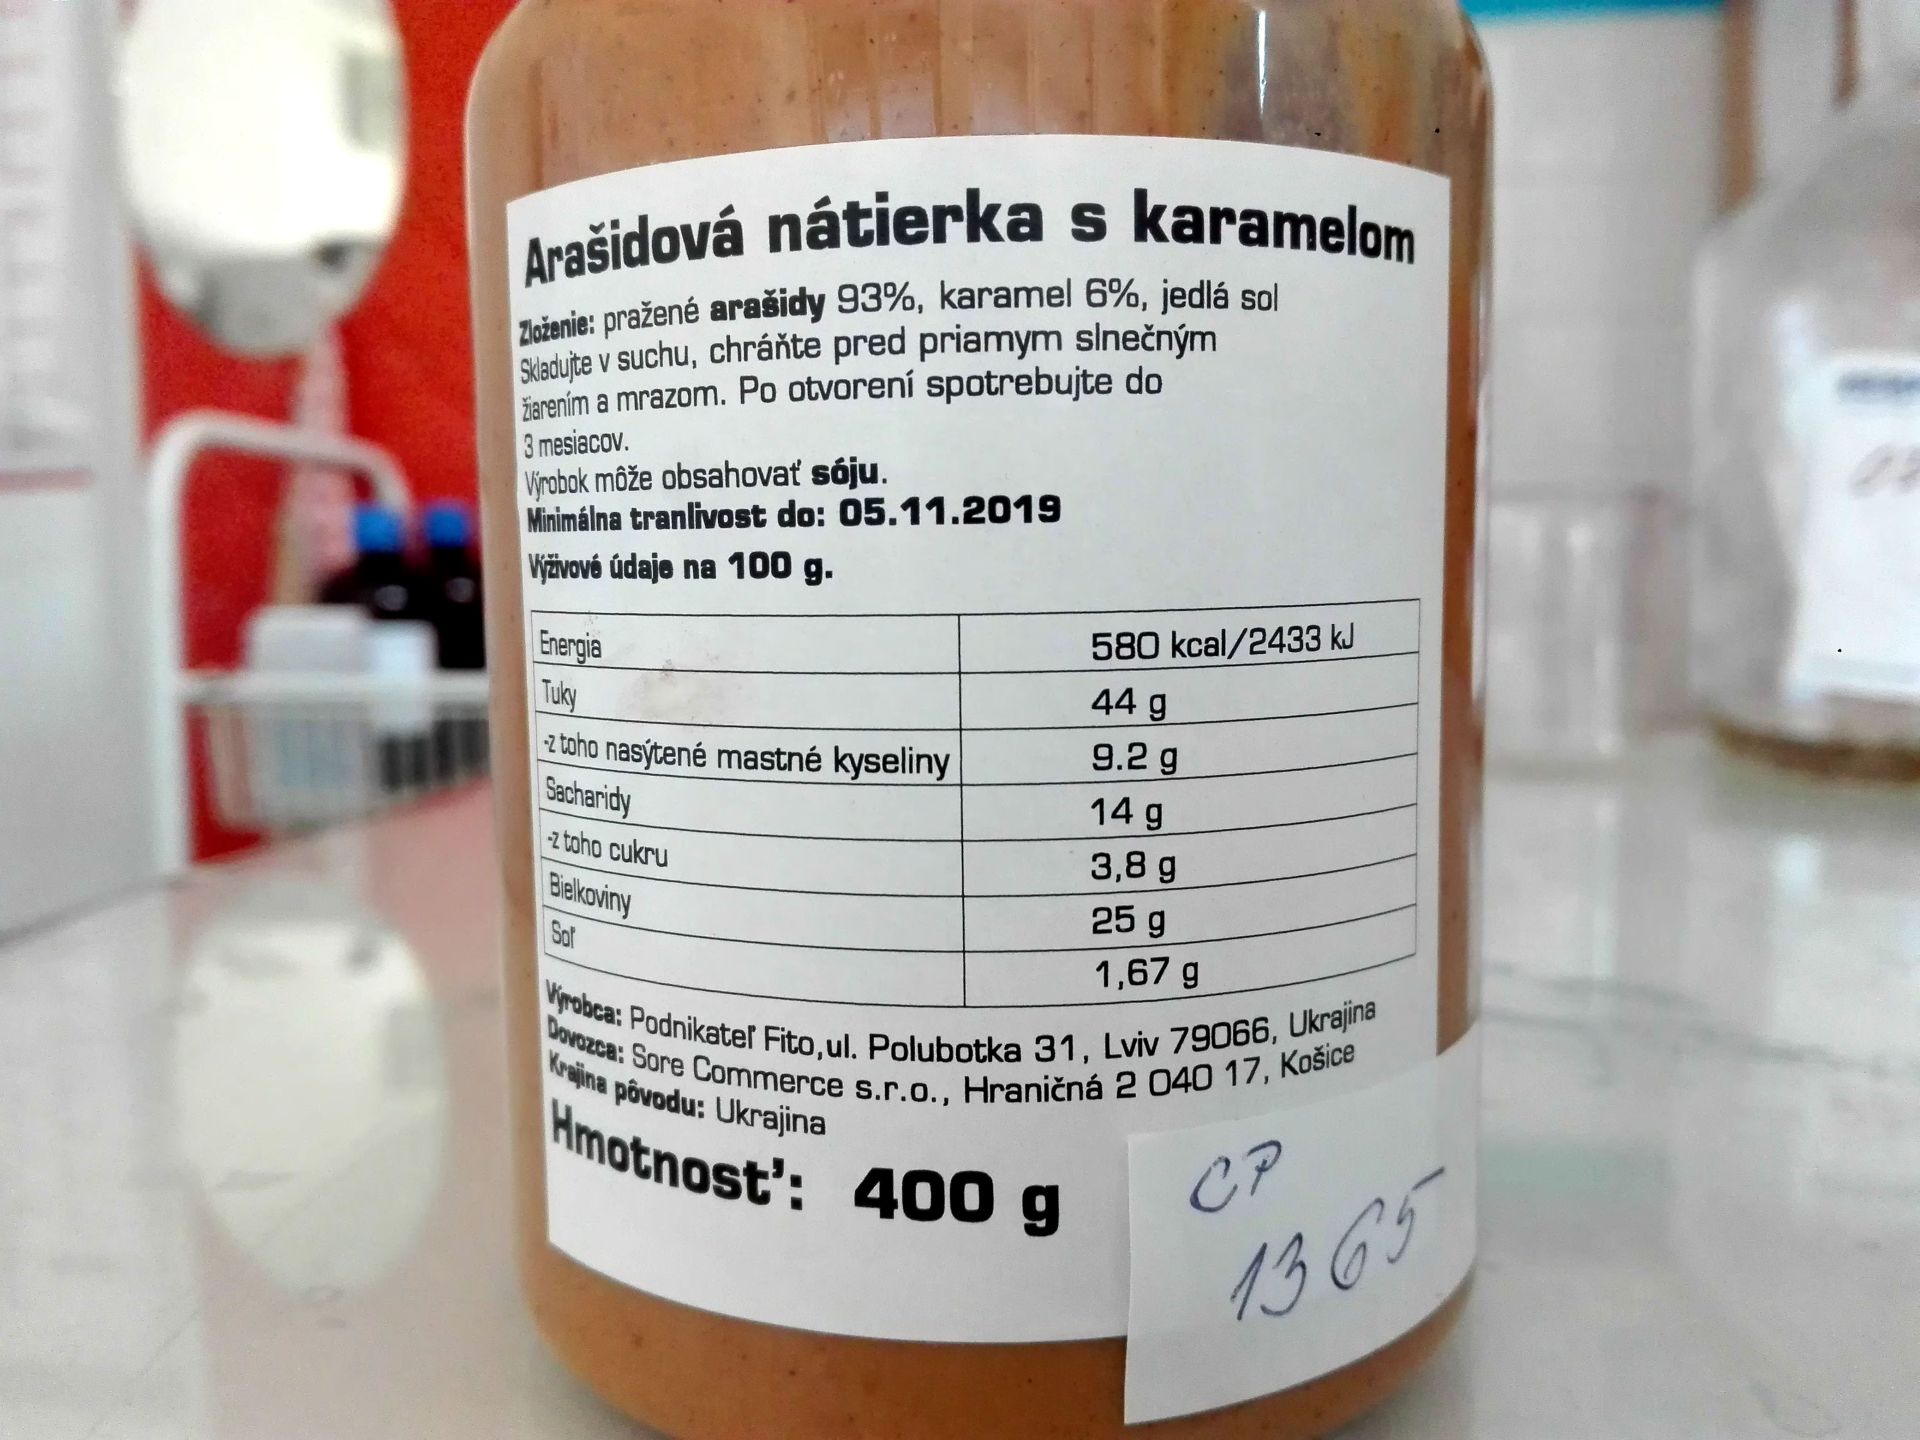 Arašidová nátierka s karamelom
Zloženie: pražené arašidy 93%, karamel 6%, jedlá sol
Skladujte v suchu, chráňte pred priamym slnečným
žiarením a mrazom. Po otvorení spotrebujte do
3 mesiacov.
Výrobok môže obsahovať sóju.
Minimálna tranlivost do: 05.11.2019
Výživové údaje na 100 g.
Energia 580 kcal/2433 kJ
Tuky 44 g
-z toho nasýtené mastné kyseliny 9.2 g
Sacharidy 14 g
-z toho cukru 3,8 g
Bielkoviny 25 g
Soľ 1,67 g
Výrobca: Podnikateľ Fito,ul. Polubotka 31, Lviv 79066, Ukrajina
Dovozca: Sore Commerce s.r.o., Hraničná 2 040 17, Košice
Krajina pôvodu: Ukrajina
Hmotnosť: 400 g
CP
1365